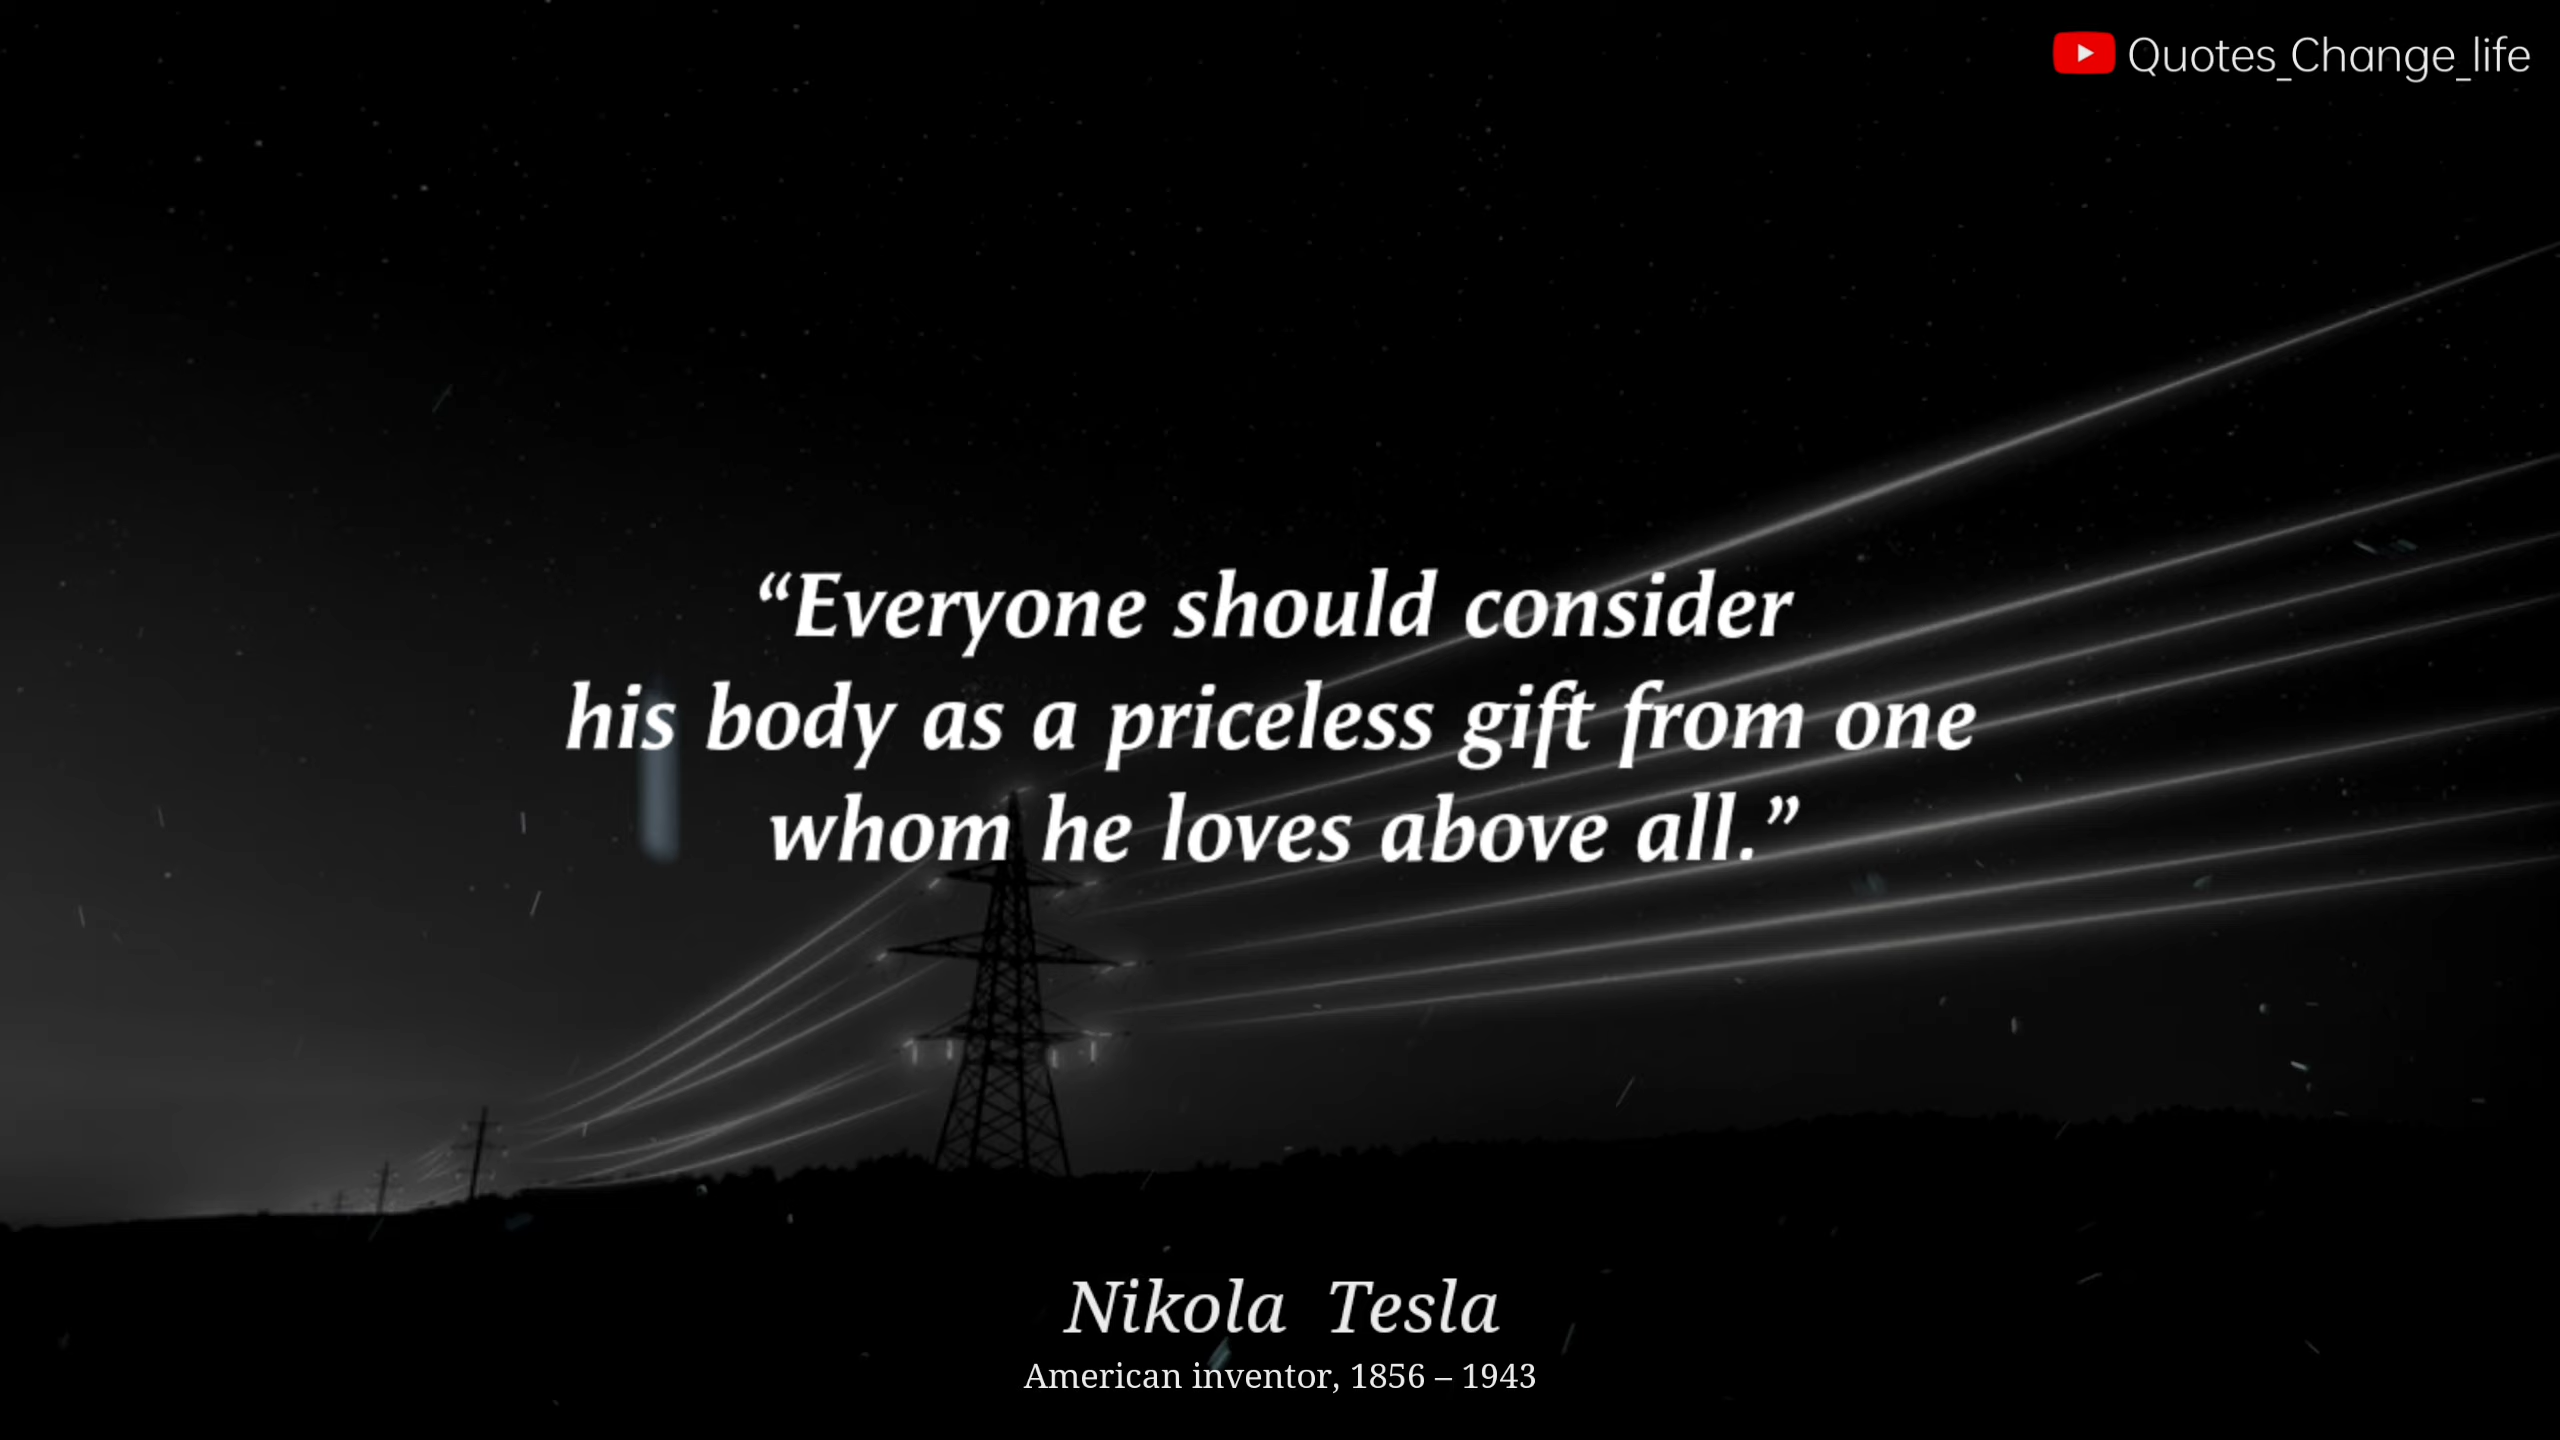 Quotes_Change_life
“Everyone should consider
his body as a priceless gift from one
whom he loves above all.”
Nikola Tesla
American inventor, 1856 – 1943